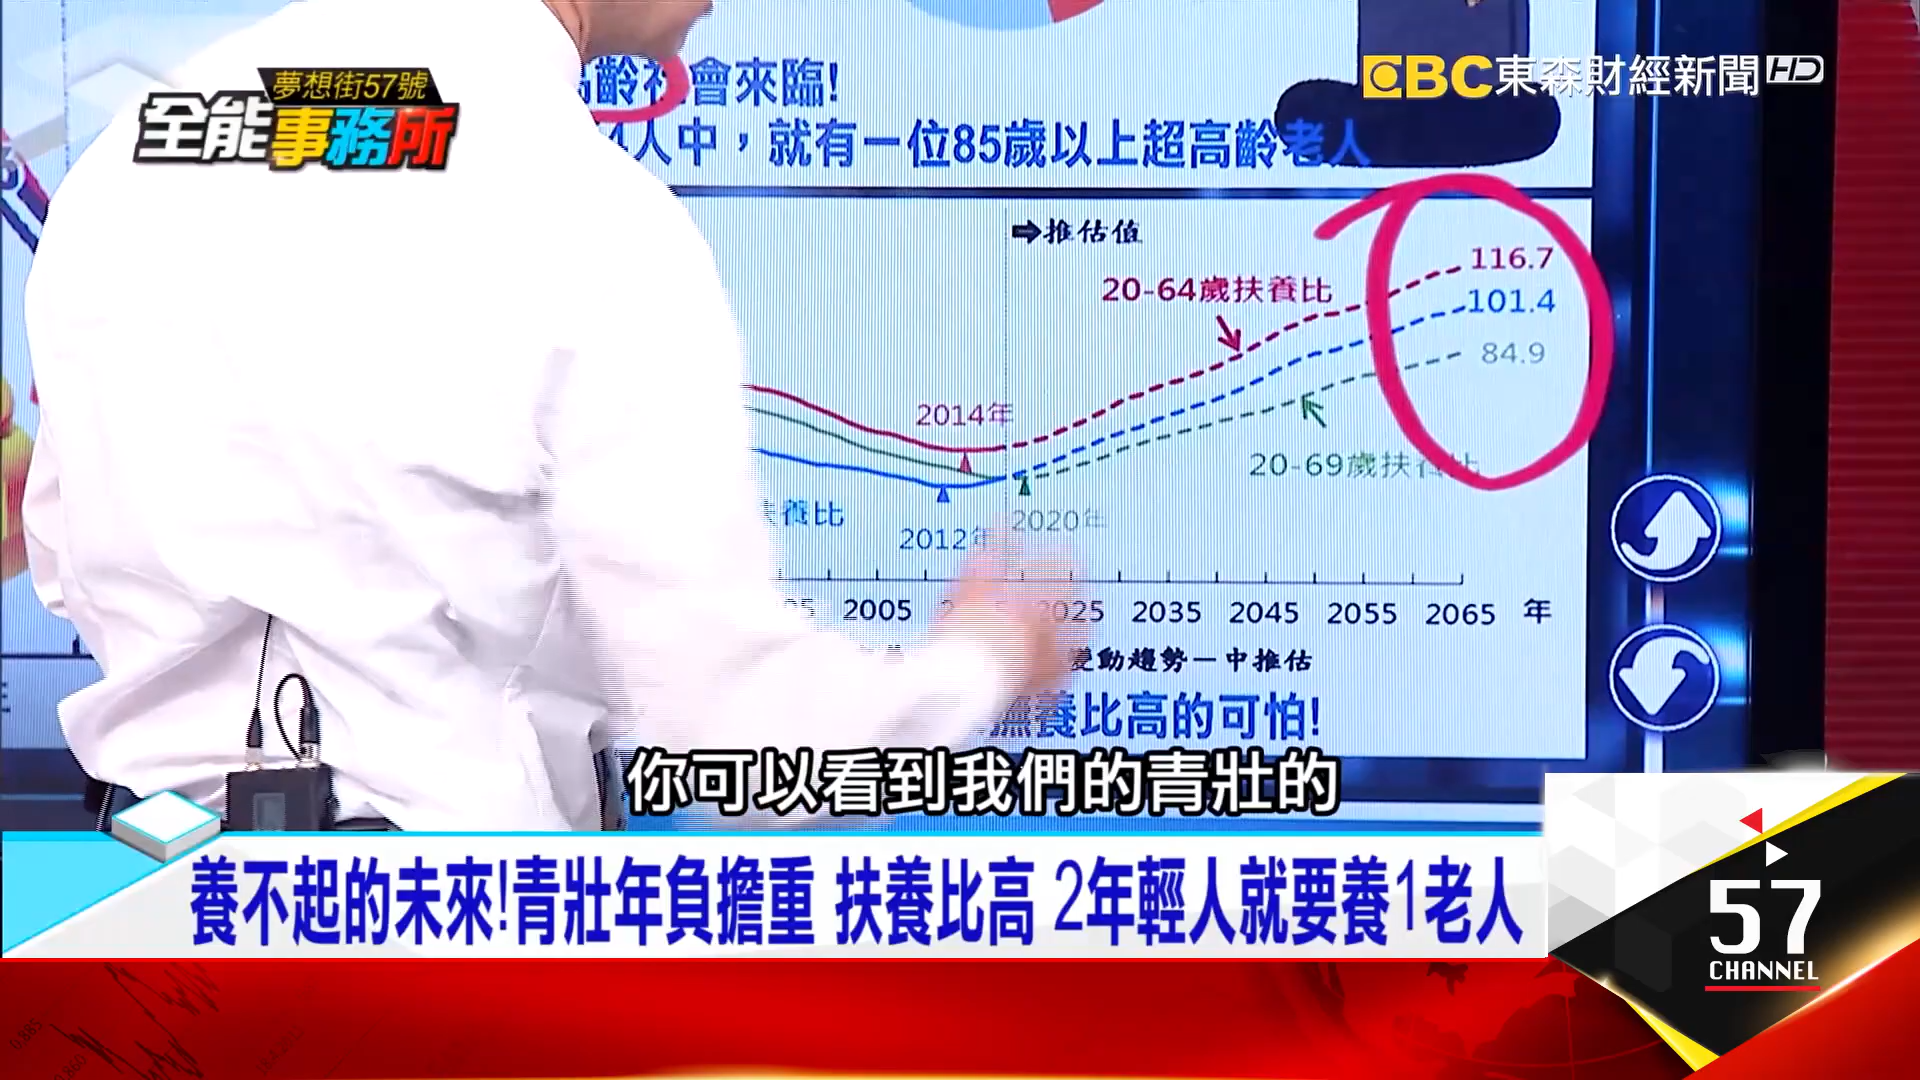 夢想街57號
全能事務所
EBC東森財經新聞HD
齡社會來臨!
4人中，就有一位85歲以上超高齡老人
⇨推估值
116.7
20-64歲扶養比
101.4
84.9
2014年
20-69歲扶養比
養比
2012年
2020年
2005
2025 2035 2045 2055 2065 年
變動趨勢－中推估
撫養比高的可怕!
你可以看到我們的青壯的
養不起的未來!青壯年負擔重 扶養比高 2年輕人就要養1老人
57
CHANNEL